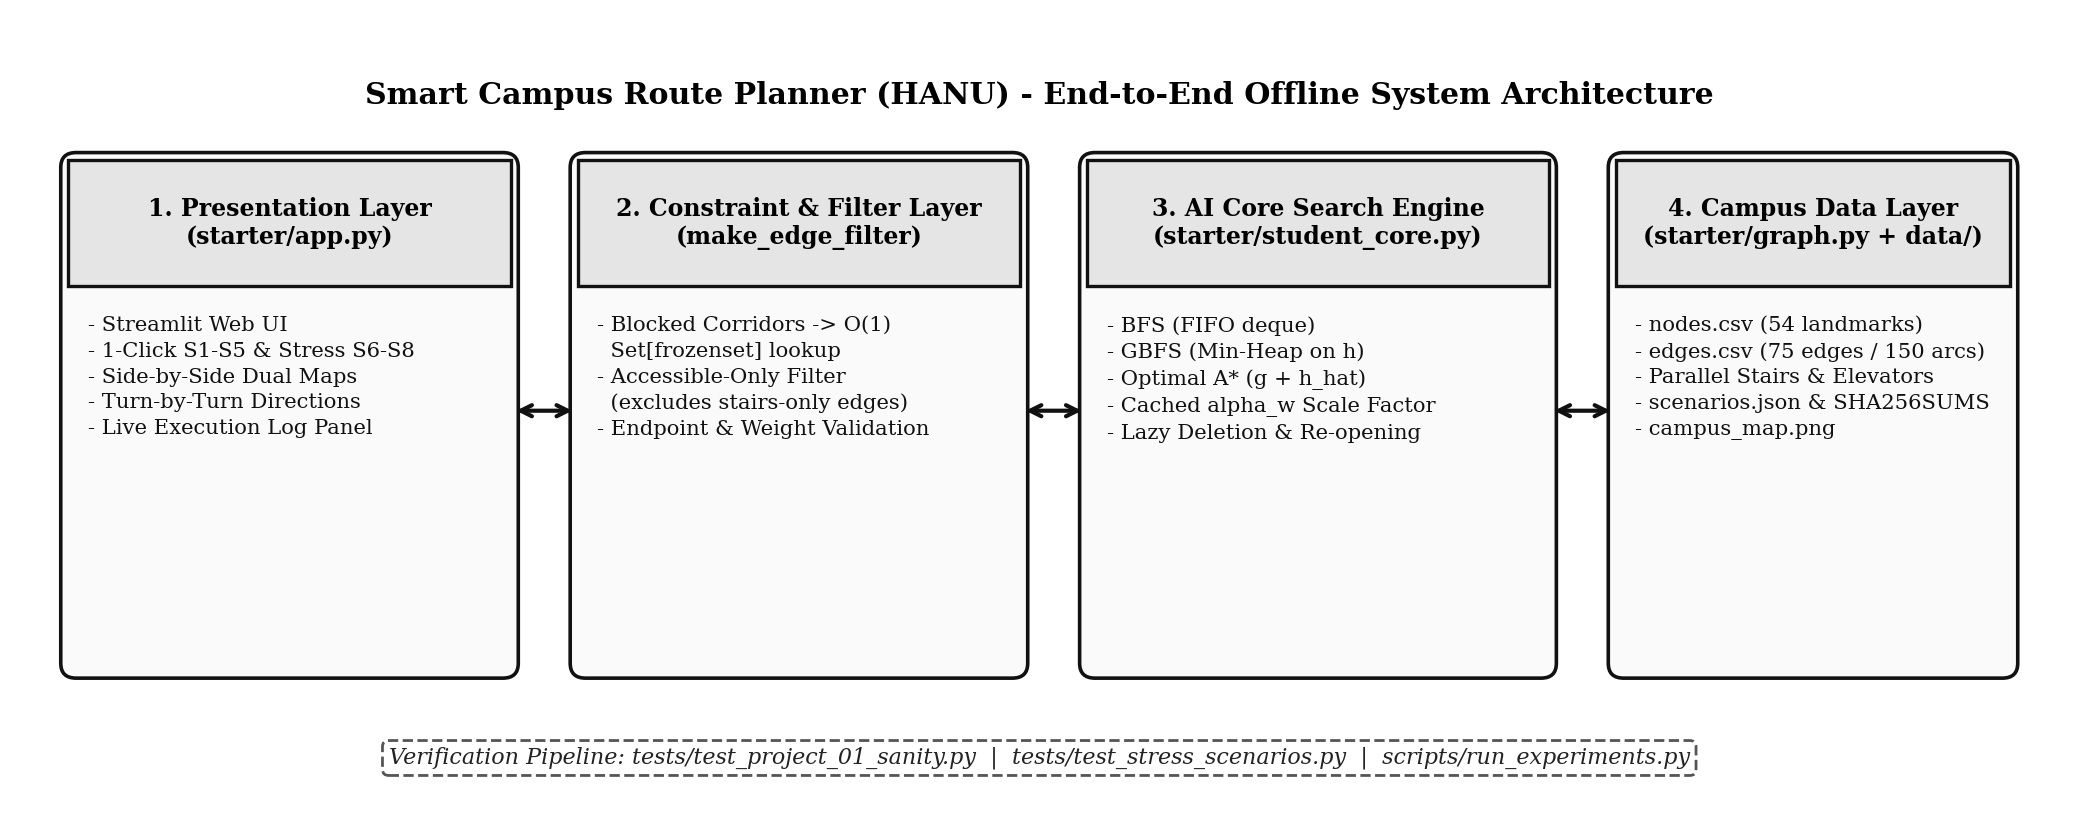 Smart Campus Route Planner (HANU) - End-to-End Offline System Architecture
1. Presentation Layer
(starter/app.py)
- Streamlit Web UI
- 1-Click S1-S5 & Stress S6-S8
- Side-by-Side Dual Maps
- Turn-by-Turn Directions
- Live Execution Log Panel
2. Constraint & Filter Layer
(make_edge_filter)
- Blocked Corridors -> O(1)
Set[frozenset] lookup
- Accessible-Only Filter
(excludes stairs-only edges)
- Endpoint & Weight Validation
3. AI Core Search Engine
(starter/student_core.py)
- BFS (FIFO deque)
- GBFS (Min-Heap on h)
- Optimal A* (g + h_hat)
- Cached alpha_w Scale Factor
- Lazy Deletion & Re-opening
4. Campus Data Layer
(starter/graph.py + data/)
- nodes.csv (54 landmarks)
- edges.csv (75 edges / 150 arcs)
- Parallel Stairs & Elevators
- scenarios.json & SHA256SUMS
- campus_map.png
Verification Pipeline: tests/test_project_01_sanity.py | tests/test_stress_scenarios.py | scripts/run_experiments.py